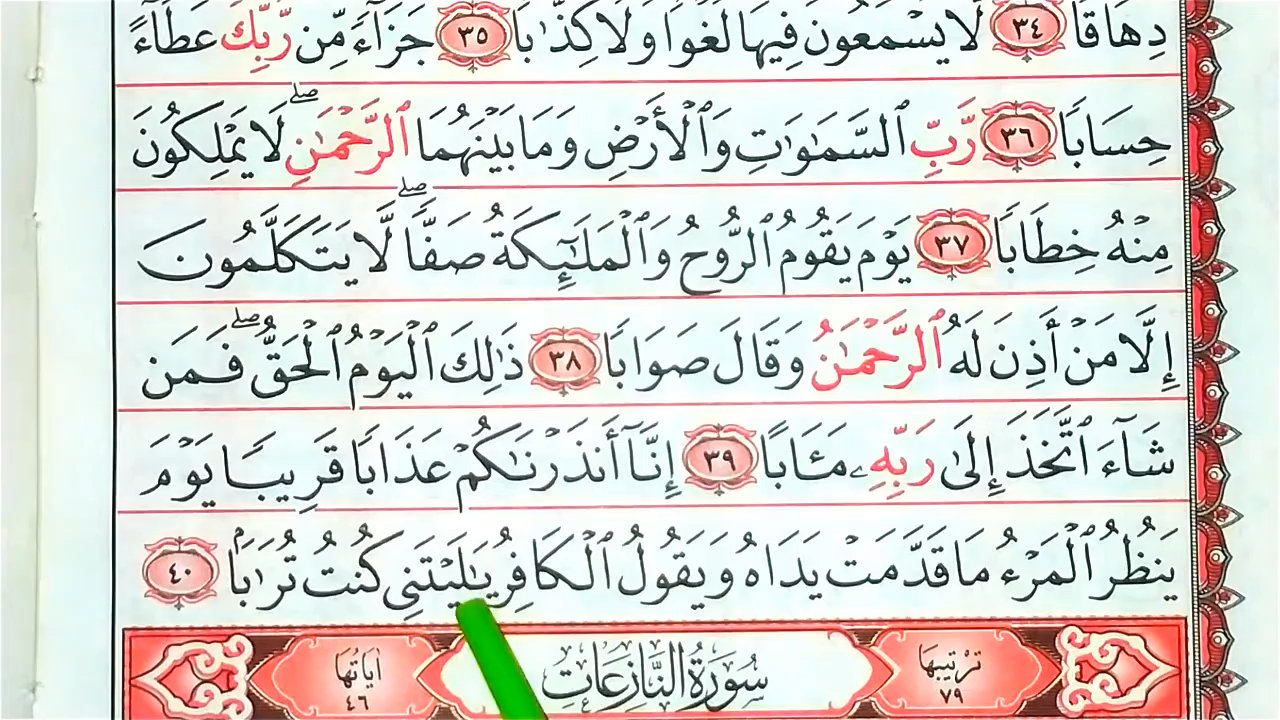 دِهَاقًا ٣٤ لَّا يَسْمَعُونَ فِيهَا لَغْوًا وَلَا كِذَّٰبًا ٣٥ جَزَآءً مِّن رَّبِّكَ عَطَآءً
حِسَابًا ٣٦ رَّبِّ ٱلسَّمَٰوَٰتِ وَٱلْأَرْضِ وَمَا بَيْنَهُمَا ٱلرَّحْمَٰنِ ۖ لَا يَمْلِكُونَ
مِنْهُ خِطَابًا ٣٧ يَوْمَ يَقُومُ ٱلرُّوحُ وَٱلْمَلَٰٓئِكَةُ صَفًّا ۖ لَّا يَتَكَلَّمُونَ
إِلَّا مَنْ أَذِنَ لَهُ ٱلرَّحْمَٰنُ وَقَالَ صَوَابًا ٣٨ ذَٰلِكَ ٱلْيَوْمُ ٱلْحَقُّ ۖ فَمَن
شَآءَ ٱتَّخَذَ إِلَىٰ رَبِّهِۦ مَـَٔابًا ٣٩ إِنَّآ أَنذَرْنَٰكُمْ عَذَابًا قَرِيبًا يَوْمَ
يَنظُرُ ٱلْمَرْءُ مَا قَدَّمَتْ يَدَاهُ وَيَقُولُ ٱلْكَافِرُ يَٰلَيْتَنِى كُنتُ تُرَٰبًۢا ٤٠
تَرْتِيبُهَا ٧٩ سُورَةُ النَّازِعَاتِ اٰيَاتُهَا ٤٦